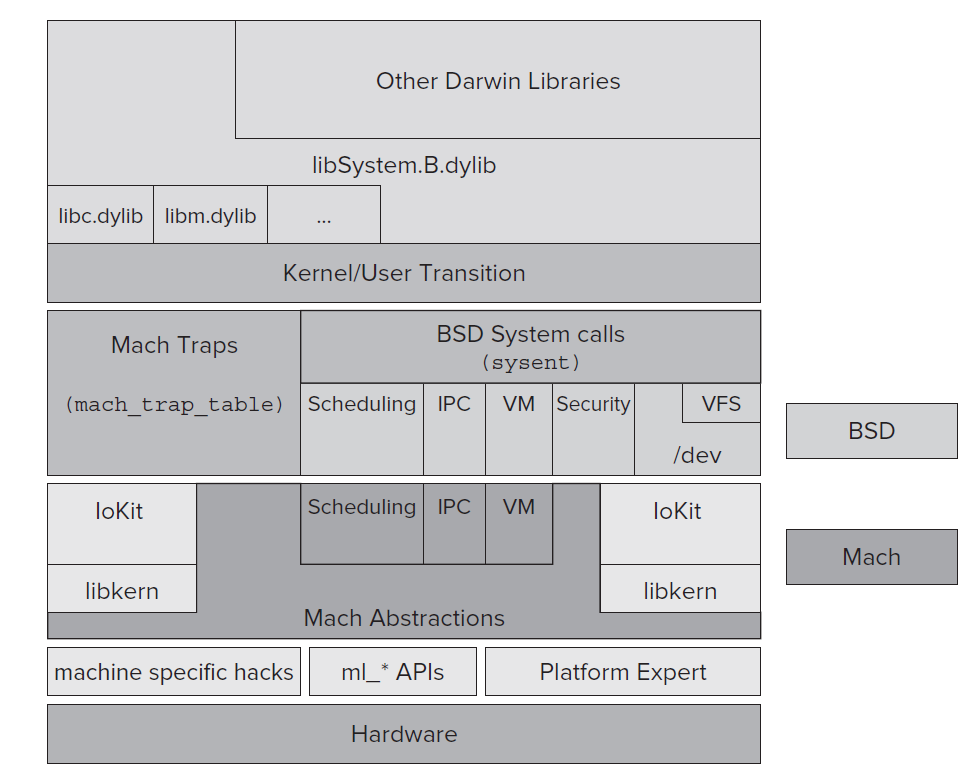 Other Darwin Libraries
libSystem.B.dylib
libc.dylib
libm.dylib
...
Kernel/User Transition
Mach Traps
(mach_trap_table)
BSD System calls
(sysent)
Scheduling
IPC
VM
Security
VFS
/dev
BSD
IoKit
Scheduling
IPC
VM
IoKit
Mach
libkern
libkern
Mach Abstractions
machine specific hacks
ml_* APIs
Platform Expert
Hardware